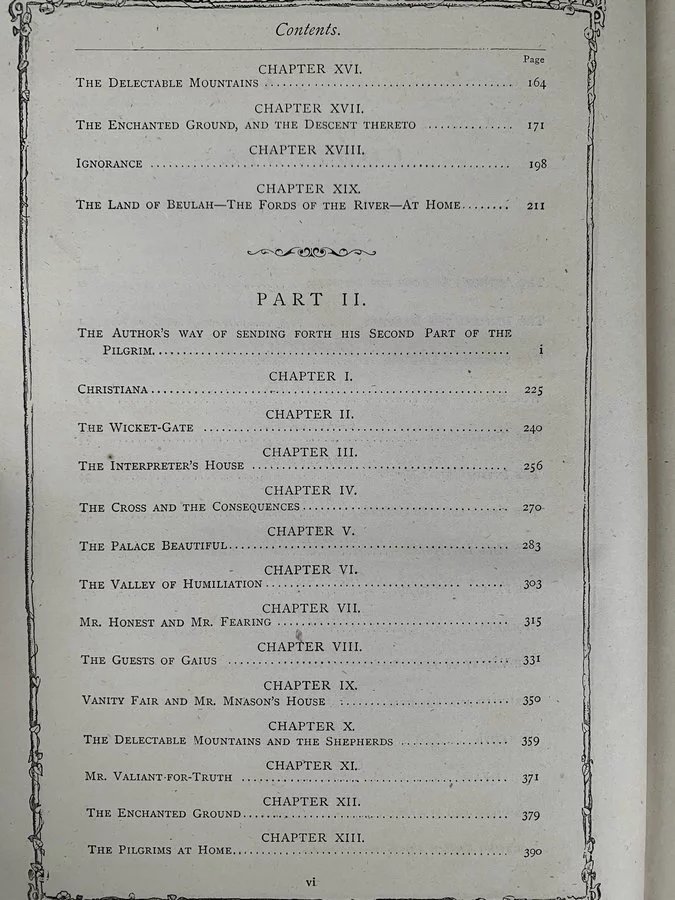 Contents.
Page
CHAPTER XVI.
THE DELECTABLE MOUNTAINS ........................................ 164
CHAPTER XVII.
THE ENCHANTED GROUND, AND THE DESCENT THERETO ............. 171
CHAPTER XVIII.
IGNORANCE ........................................................ 198
CHAPTER XIX.
THE LAND OF BEULAH—THE FORDS OF THE RIVER—AT HOME........ 211
PART II.
THE AUTHOR'S WAY OF SENDING FORTH HIS SECOND PART OF THE
PILGRIM........................................................ i
CHAPTER I.
CHRISTIANA........................................................ 225
CHAPTER II.
THE WICKET-GATE ................................................ 240
CHAPTER III.
THE INTERPRETER'S HOUSE ........................................ 256
CHAPTER IV.
THE CROSS AND THE CONSEQUENCES................................ 270
CHAPTER V.
THE PALACE BEAUTIFUL............................................ 283
CHAPTER VI.
THE VALLEY OF HUMILIATION.............................. ...... 303
CHAPTER VII.
MR. HONEST AND MR. FEARING .................................... 315
CHAPTER VIII.
THE GUESTS OF GAIUS ............................................ 331
CHAPTER IX.
VANITY FAIR AND MR. MNASON'S HOUSE ........................... 350
CHAPTER X.
THE DELECTABLE MOUNTAINS AND THE SHEPHERDS ................. 359
CHAPTER XI.
MR. VALIANT-FOR-TRUTH .......................................... 371
CHAPTER XII.
THE ENCHANTED GROUND.......................................... 379
CHAPTER XIII.
THE PILGRIMS AT HOME............................................ 390
vi